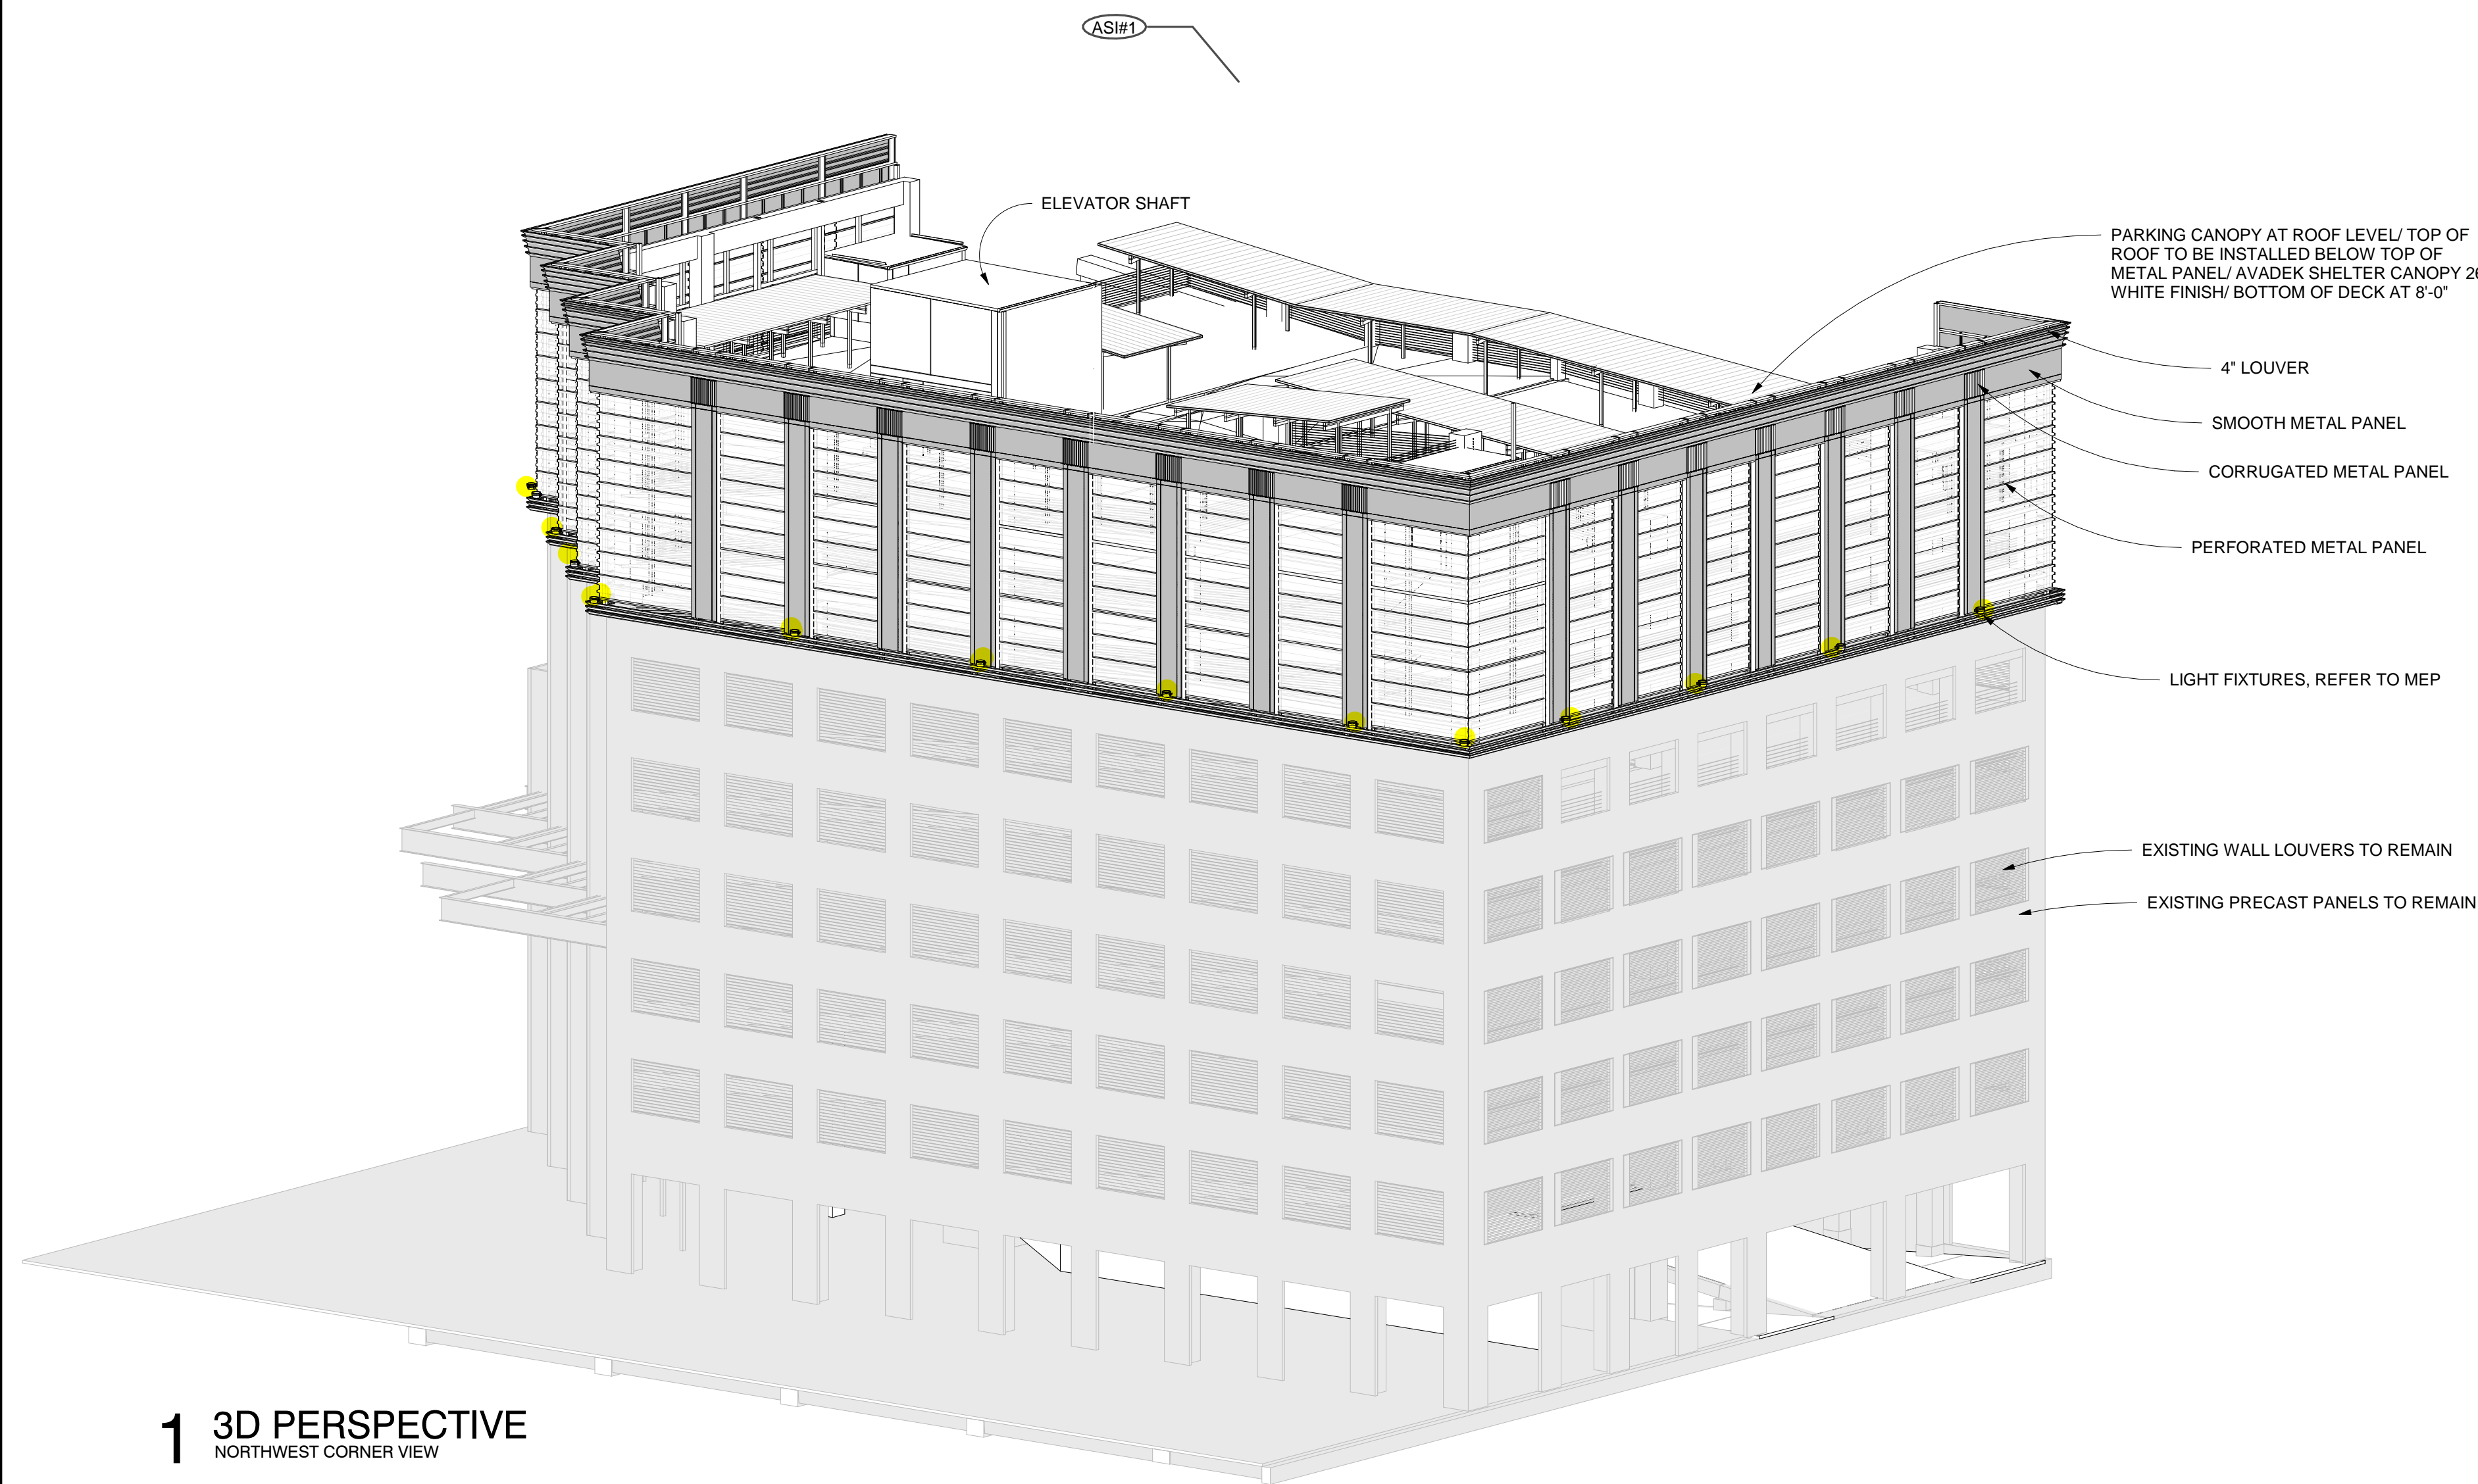 ASI#1
ELEVATOR SHAFT
PARKING CANOPY AT ROOF LEVEL/ TOP OF
ROOF TO BE INSTALLED BELOW TOP OF
METAL PANEL/ AVADEK SHELTER CANOPY
WHITE FINISH/ BOTTOM OF DECK AT 8'-0"
4" LOUVER
SMOOTH METAL PANEL
CORRUGATED METAL PANEL
PERFORATED METAL PANEL
LIGHT FIXTURES, REFER TO MEP
EXISTING WALL LOUVERS TO REMAIN
EXISTING PRECAST PANELS TO REMAIN
1 3D PERSPECTIVE
NORTHWEST CORNER VIEW